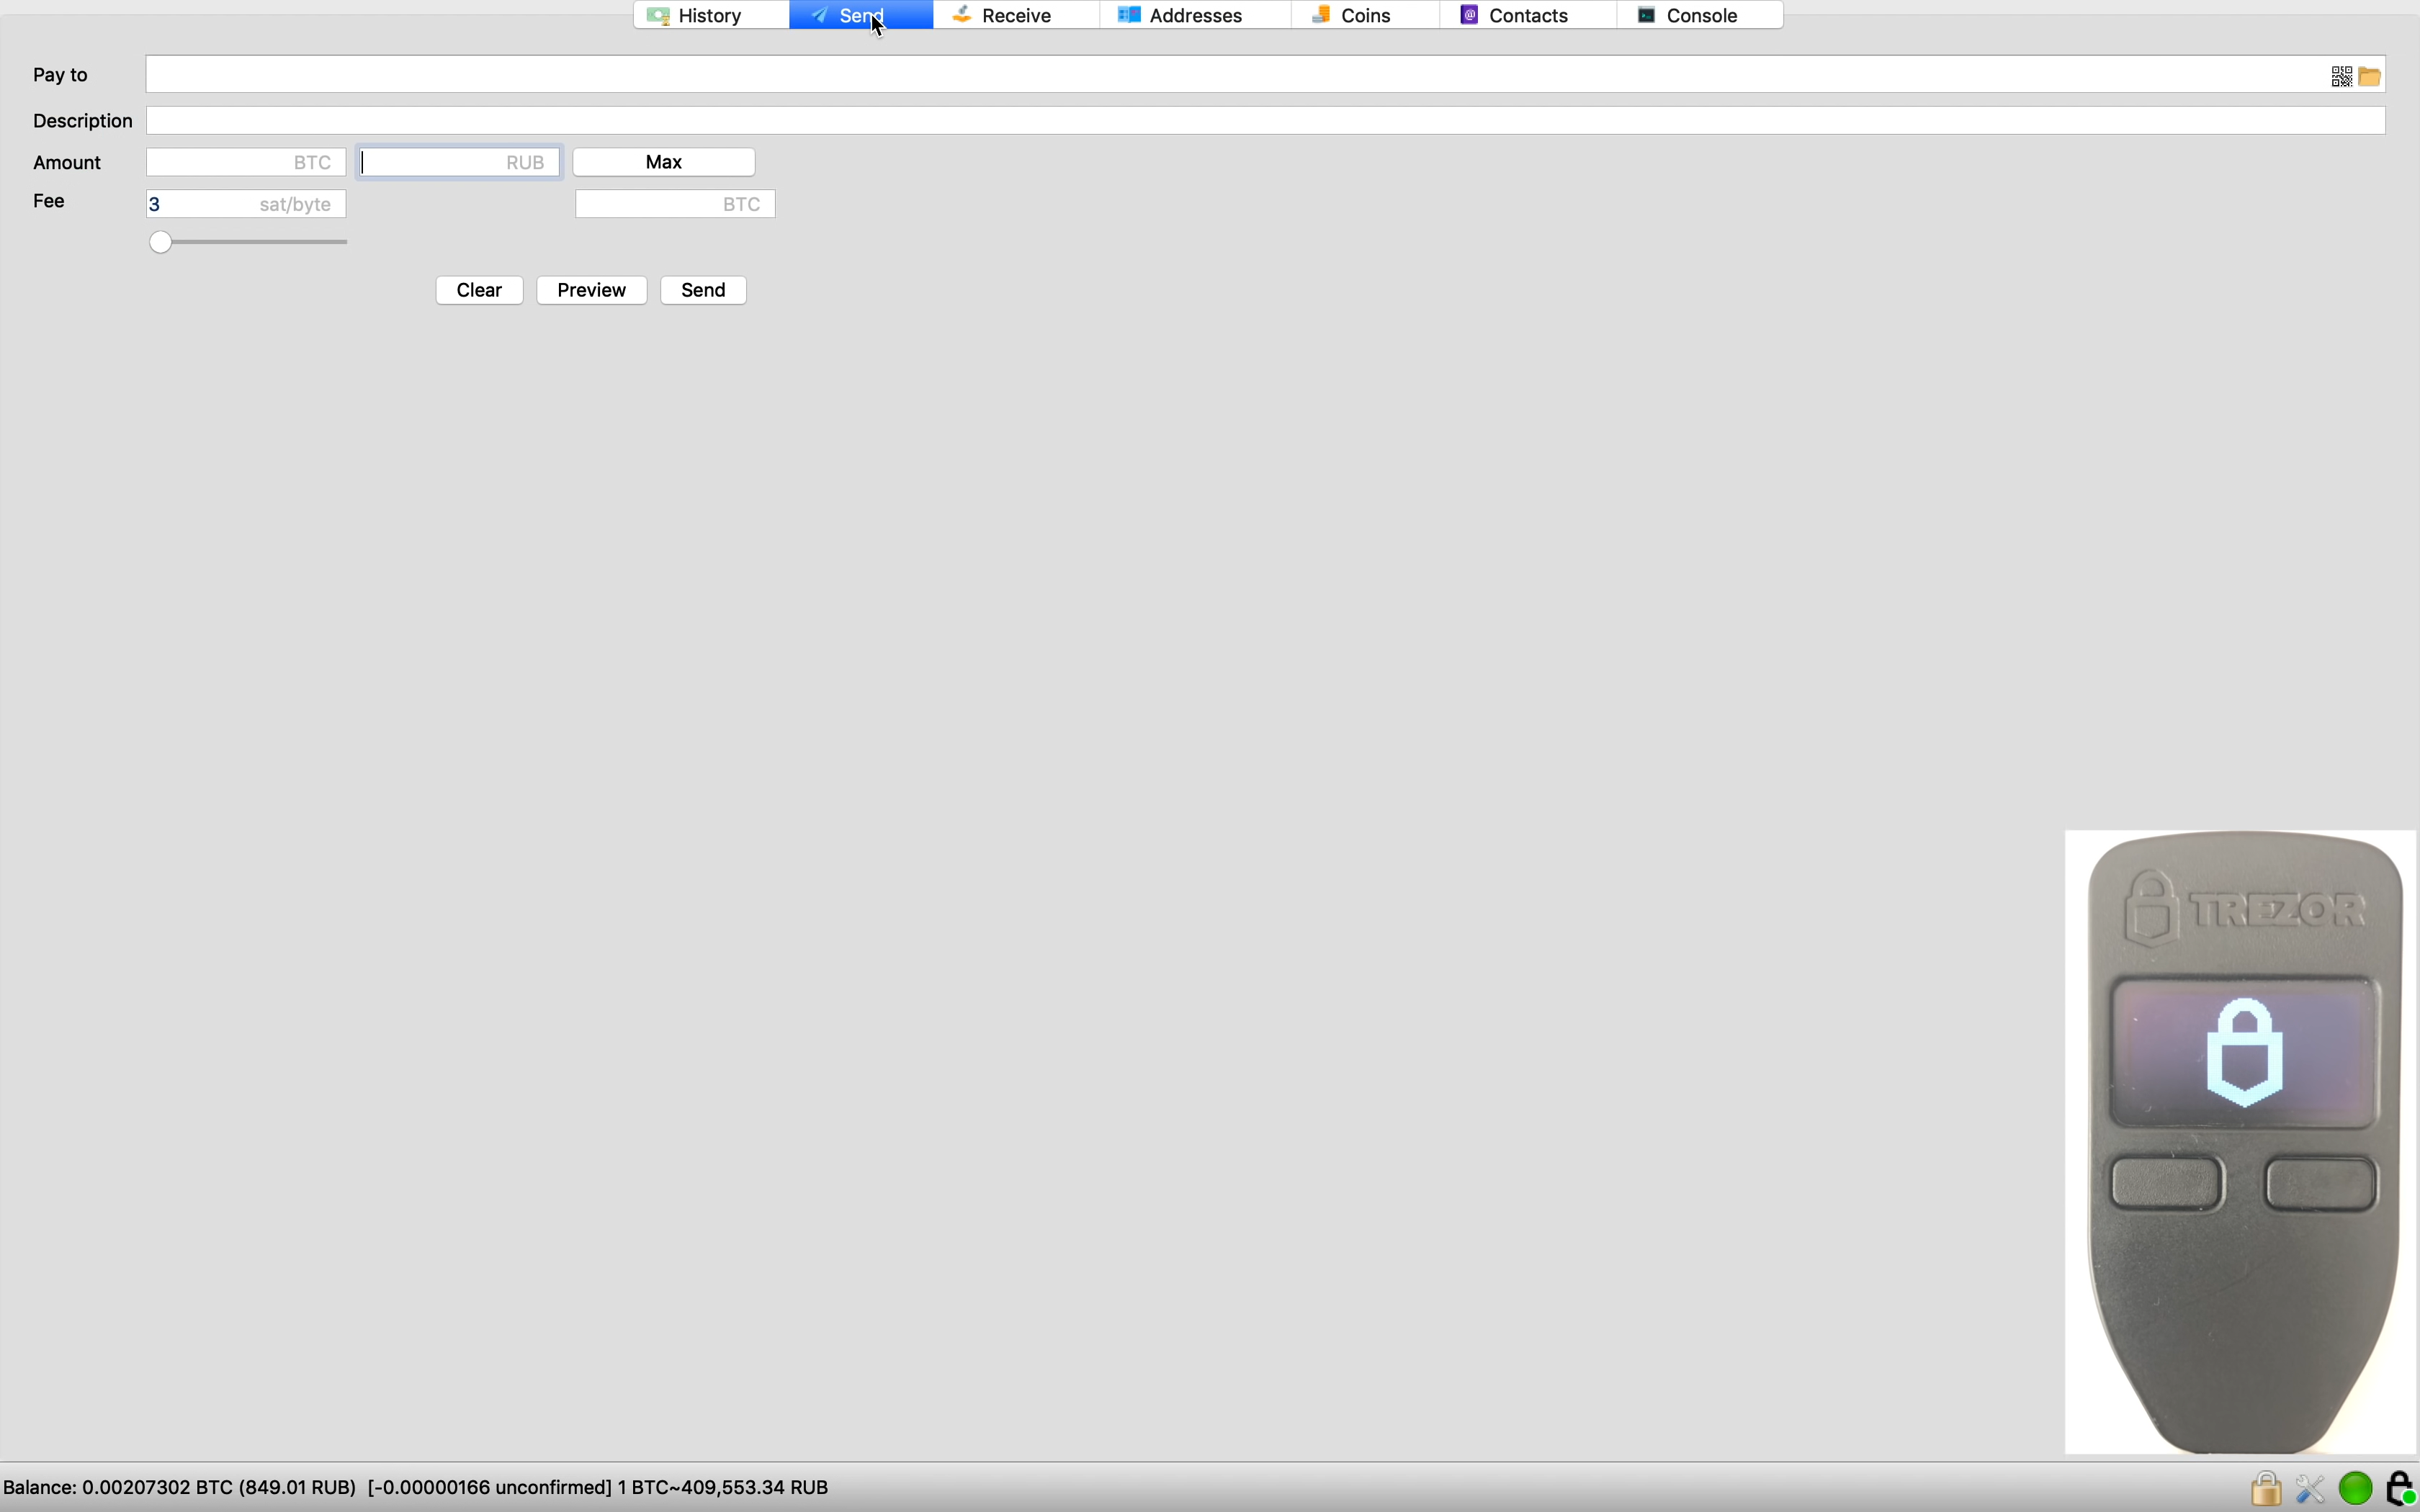 History Send Receive Addresses Coins Contacts Console
Pay to
Description
Amount BTC RUB Max
Fee 3 sat/byte BTC
Clear Preview Send
TREZOR
Balance: 0.00207302 BTC (849.01 RUB) [-0.00000166 unconfirmed] 1 BTC~409,553.34 RUB